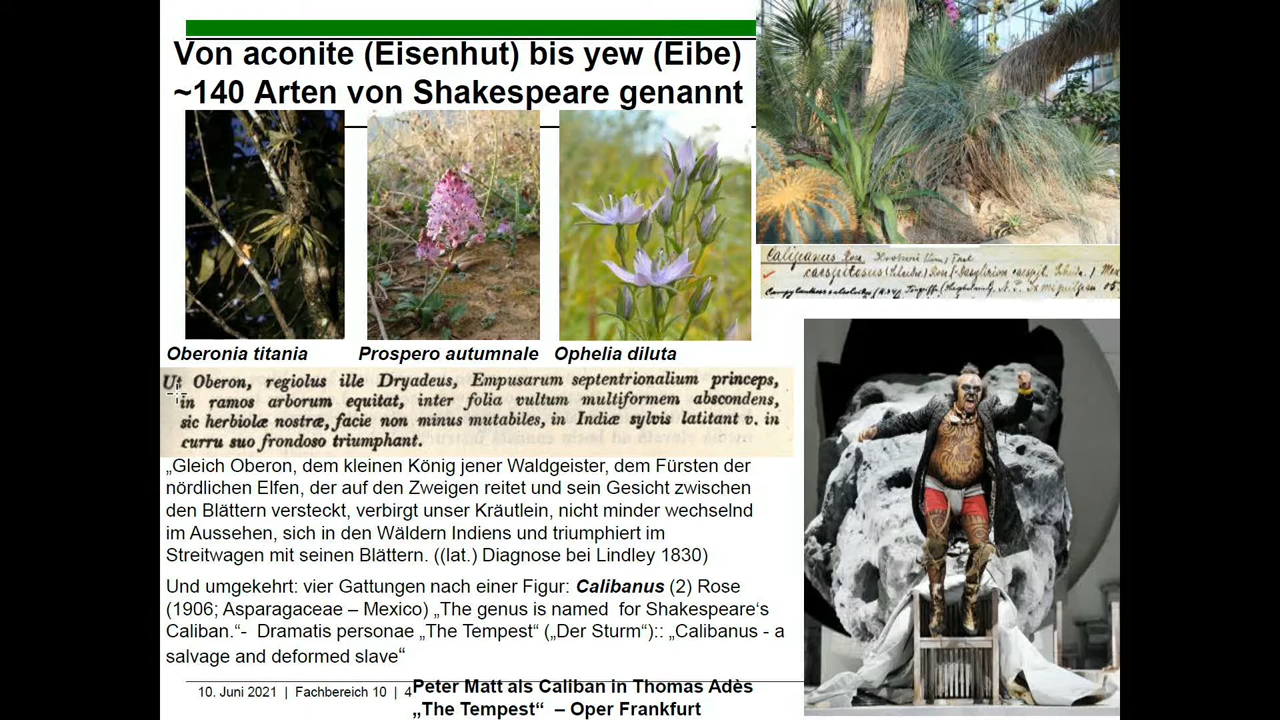 Von aconite (Eisenhut) bis yew (Eibe)
~140 Arten von Shakespeare genannt
Oberonia titania
Prospero autumnale
Ophelia diluta
Ut Oberon, regiolus ille Dryadeus, Empusarum septentrionalium princeps,
in ramos arborum equitat, inter folia vultum multiformem abscondens,
sic herbiolæ nostræ, facie non minus mutabiles, in Indiæ sylvis latitant v. in
curru suo frondoso triumphant.
„Gleich Oberon, dem kleinen König jener Waldgeister, dem Fürsten der
nördlichen Elfen, der auf den Zweigen reitet und sein Gesicht zwischen
den Blättern versteckt, verbirgt unser Kräutlein, nicht minder wechselnd
im Aussehen, sich in den Wäldern Indiens und triumphiert im
Streitwagen mit seinen Blättern. ((lat.) Diagnose bei Lindley 1830)
Und umgekehrt: vier Gattungen nach einer Figur: Calibanus (2) Rose
(1906; Asparagaceae – Mexico) „The genus is named for Shakespeare‘s
Caliban.“- Dramatis personae „The Tempest“ („Der Sturm“):: „Calibanus - a
salvage and deformed slave“
10. Juni 2021 | Fachbereich 10 | 4
Calibanus Rose
caespitosus
Peter Matt als Caliban in Thomas Adès
„The Tempest“ – Oper Frankfurt